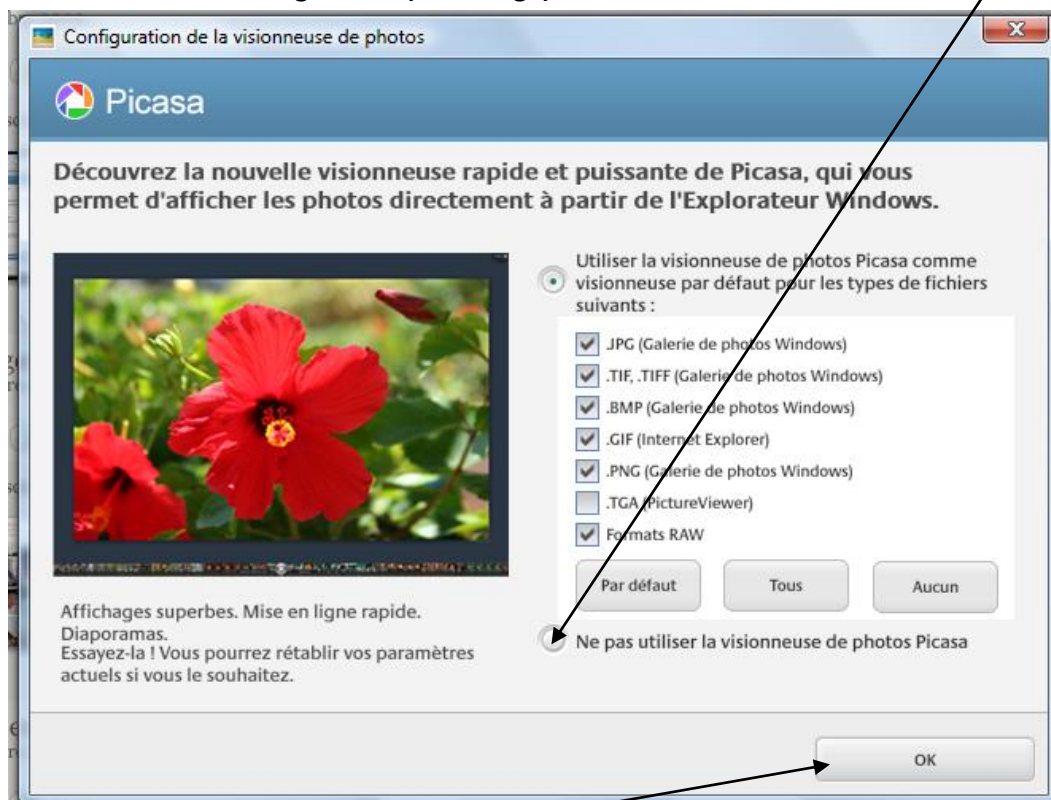 Configuration de la visionneuse de photos
X
Picasa
Découvrez la nouvelle visionneuse rapide et puissante de Picasa, qui vous
permet d'afficher les photos directement à partir de l'Explorateur Windows.
Utiliser la visionneuse de photos Picasa comme
visionneuse par défaut pour les types de fichiers
suivants :
.JPG (Galerie de photos Windows)
.TIF, .TIFF (Galerie de photos Windows)
.BMP (Galerie de photos Windows)
.GIF (Internet Explorer)
.PNG (Galerie de photos Windows)
.TGA (PictureViewer)
Formats RAW
Par défaut Tous Aucun
Ne pas utiliser la visionneuse de photos Picasa
Affichages superbes. Mise en ligne rapide.
Diaporamas.
Essayez-la ! Vous pourrez rétablir vos paramètres
actuels si vous le souhaitez.
OK